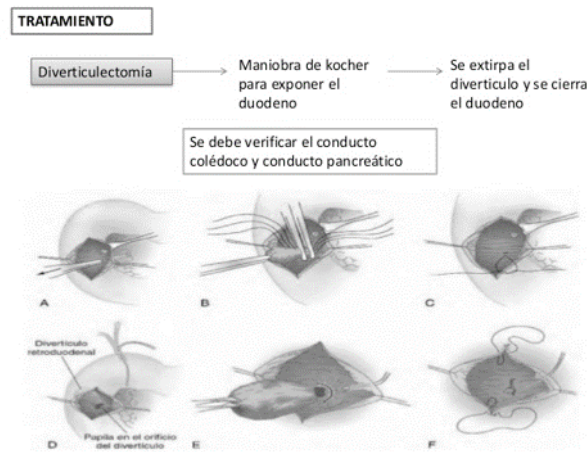 TRATAMIENTO
Diverticulectomía
Maniobra de kocher
para exponer el
duodeno
Se extirpa el
diverticulo y se cierra
el duodeno
Se debe verificar el conducto
colédoco y conducto pancreático
A
B
C
Divertículo
retroduodenal
Papila en el orificio
del divertículo
D
E
F